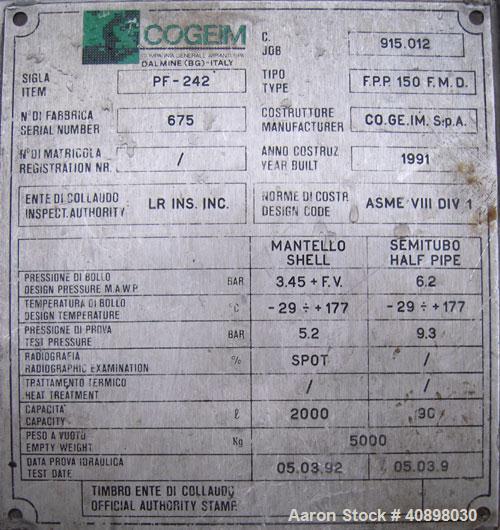 COGEIM
COMPAGNIA GENERALE IMPIANTI SPA
DALMINE (BG)-ITALY
C. JOB 915.012
SIGLA ITEM PF-242
TIPO TYPE F.P.P. 150 F.M.D.
N° DI FABBRICA SERIAL NUMBER 675
COSTRUTTORE MANUFACTURER CO.GE.IM. S.p.A.
N° DI MATRICOLA REGISTRATION NR. /
ANNO COSTRUZ. YEAR BUILT 1991
ENTE DI COLLAUDO INSPECT. AUTHORITY LR INS. INC.
NORME DI COSTR. DESIGN CODE ASME VIII DIV 1
MANTELLO SHELL
SEMITUBO HALF PIPE
PRESSIONE DI BOLLO
DESIGN PRESSURE M.A.W.P. BAR 3.45 + F.V. 6.2
TEMPERATURA DI BOLLO
DESIGN TEMPERATURE °C -29 ÷ +177 -29 ÷ +177
PRESSIONE DI PROVA
TEST PRESSURE BAR 5.2 9.3
RADIOGRAFIA
RADIOGRAPHIC EXAMINATION % SPOT /
TRATTAMENTO TERMICO
HEAT TREATMENT / /
CAPACITA'
CAPACITY ℓ 2000 90
PESO A VUOTO
EMPTY WEIGHT Kg 5000
DATA PROVA IDRAULICA
TEST DATE 05.03.92 05.03.9
TIMBRO ENTE DI COLLAUDO
OFFICIAL AUTHORITY STAMP
Aaron Stock # 40898030